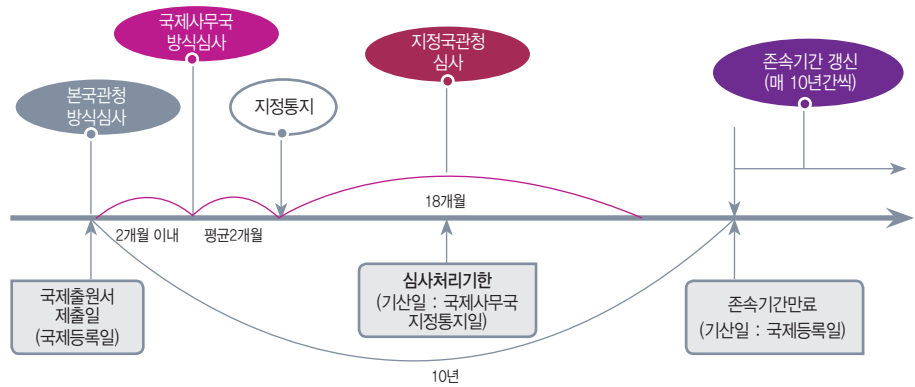 국제사무국
방식심사
지정국관청
심사
존속기간 갱신
(매 10년간씩)
본국관청
방식심사
지정통지
18개월
2개월 이내
평균2개월
국제출원서
제출일
(국제등록일)
심사처리기한
(기산일 : 국제사무국
지정통지일)
존속기간만료
(기산일 : 국제등록일)
10년